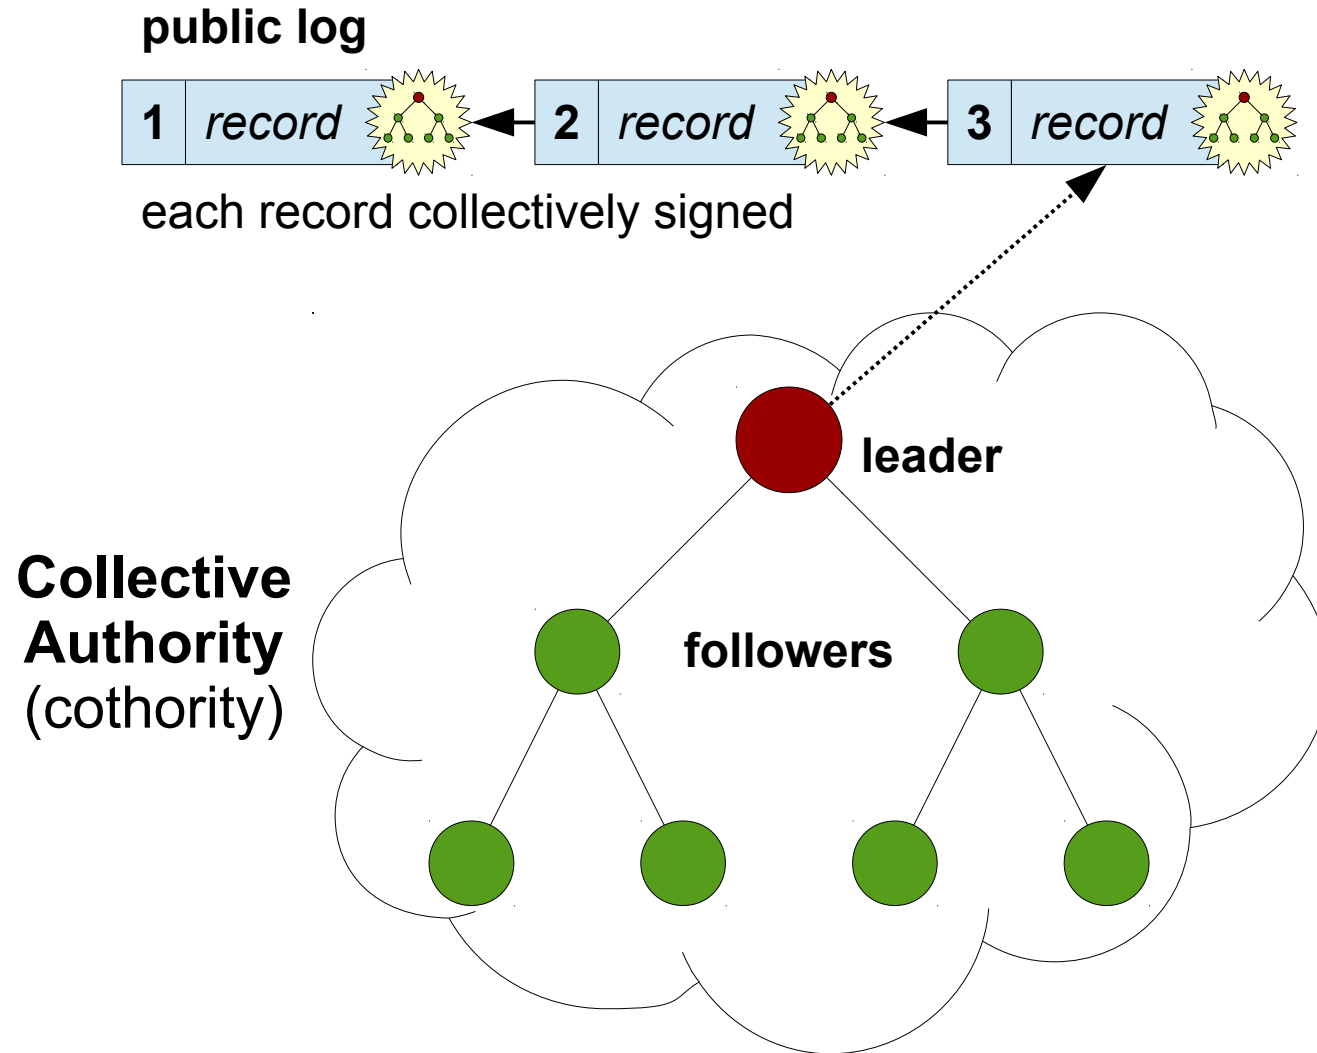 public log
1 record 2 record 3 record
each record collectively signed
leader
Collective
Authority
(cothority)
followers